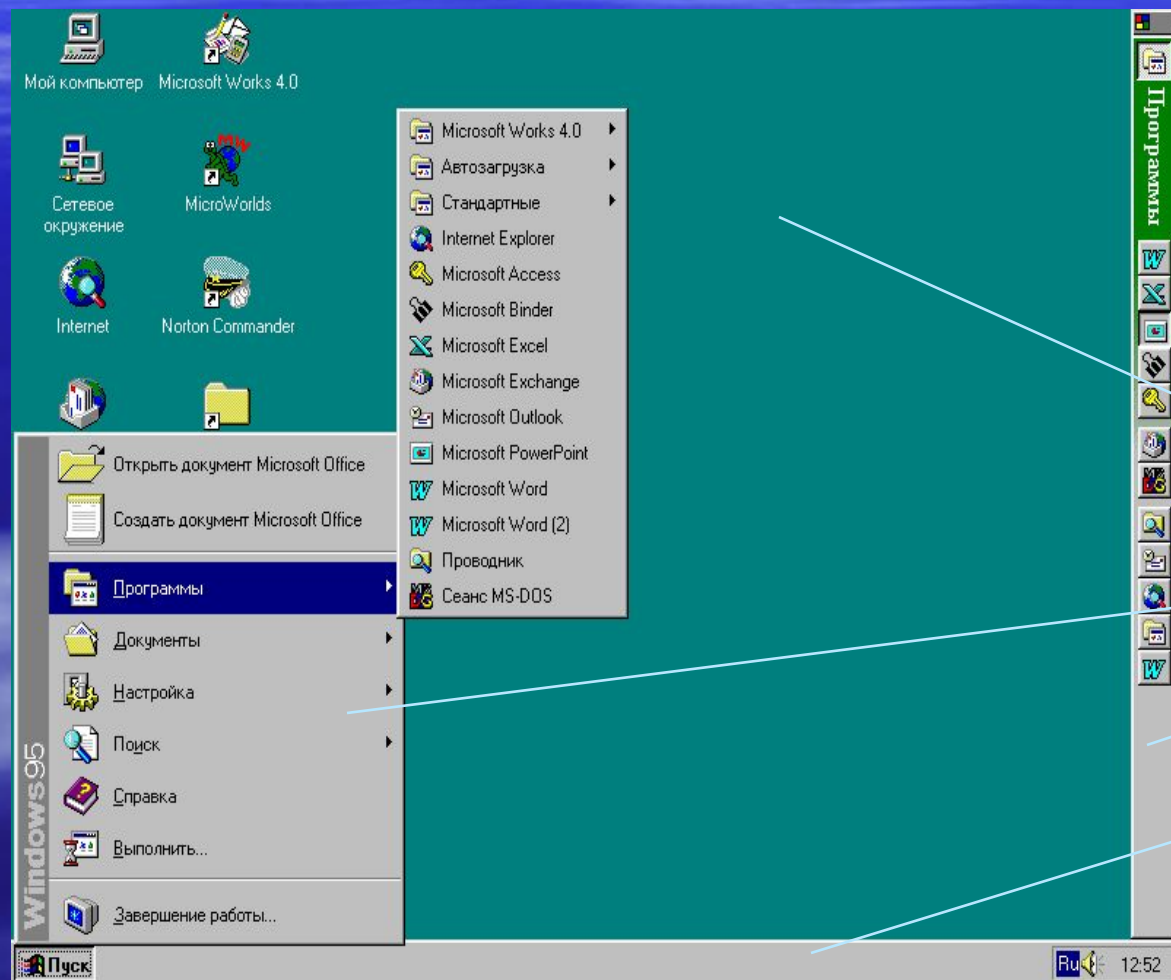 Мой компьютер
Microsoft Works 4.0
Сетевое
окружение
MicroWorlds
Internet
Norton Commander
Microsoft Works 4.0
Автозагрузка
Стандартные
Internet Explorer
Microsoft Access
Microsoft Binder
Microsoft Excel
Microsoft Exchange
Microsoft Outlook
Microsoft PowerPoint
Microsoft Word
Microsoft Word (2)
Проводник
Сеанс MS-DOS
Открыть документ Microsoft Office
Создать документ Microsoft Office
Программы
Документы
Настройка
Поиск
Справка
Выполнить...
Завершение работы...
Windows95
Программы
Пуск
Ru
12:52